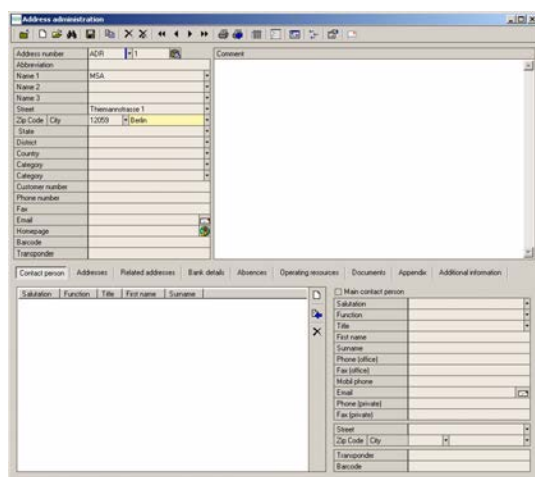 Address administration
Address number ADR 1
Comment
Abbreviation
Name 1 MSA
Name 2
Name 3
Street Thiemannstrasse 1
Zip Code City 12059 Berlin
State
District
Country
Category
Category
Customer number
Phone number
Fax
Email
Homepage
Barcode
Transponder
Contact person Addresses Related addresses Bank details Absences Operating resources Documents Appendix Additional information
Salutation Function Title First name Surname
Main contact person
Salutation
Function
Title
First name
Surname
Phone (office)
Fax (office)
Mobil phone
Email
Phone (private)
Fax (private)
Street
Zip Code City
Transponder
Barcode